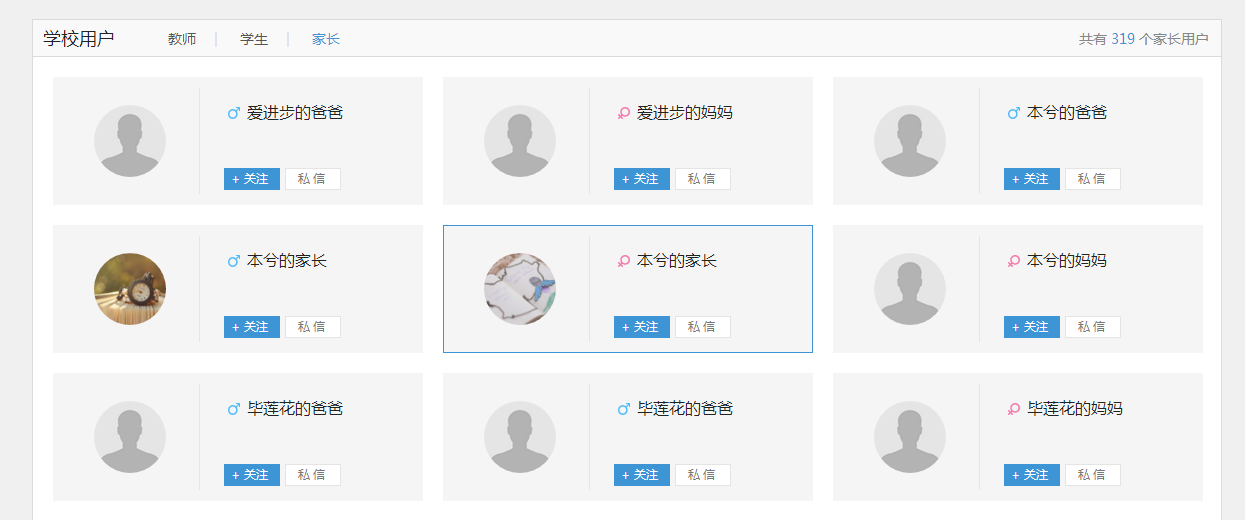 学校用户 教师 学生 家长 共有 319 个家长用户
爱进步的爸爸 爱进步的妈妈 本兮的爸爸
+ 关注 私 信 + 关注 私 信 + 关注 私 信
本兮的家长 本兮的家长 本兮的妈妈
+ 关注 私 信 + 关注 私 信 + 关注 私 信
毕莲花的爸爸 毕莲花的爸爸 毕莲花的妈妈
+ 关注 私 信 + 关注 私 信 + 关注 私 信